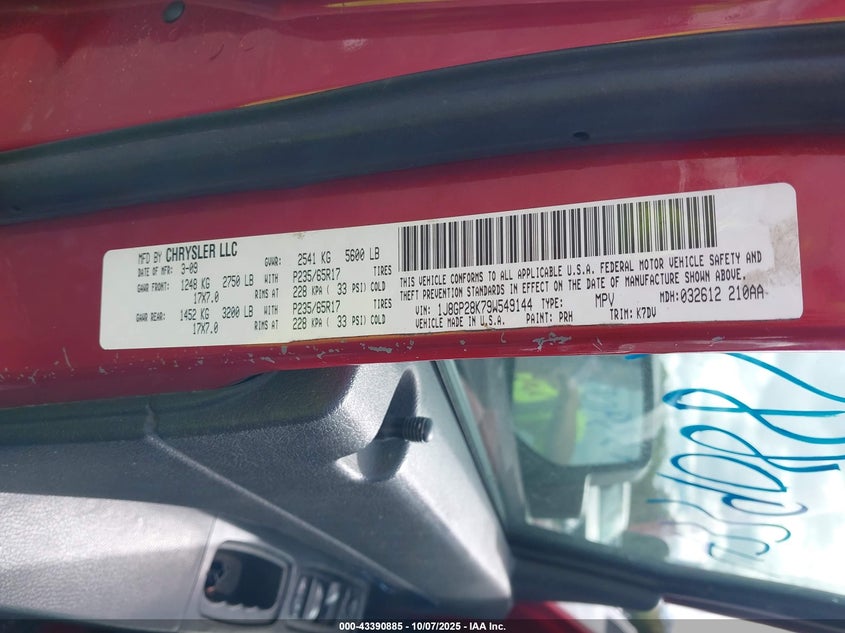 MFD BY CHRYSLER LLC
DATE OF MFR: 3-09 GVWR: 2541 KG 5600 LB
GAWR FRONT: 1248 KG 2750 LB WITH P235/65R17 TIRES
17X7.0 RIMS AT 228 KPA ( 33 PSI) COLD
GAWR REAR: 1452 KG 3200 LB WITH P235/65R17 TIRES
17X7.0 RIMS AT 228 KPA ( 33 PSI) COLD
THIS VEHICLE CONFORMS TO ALL APPLICABLE U.S.A. FEDERAL MOTOR VEHICLE SAFETY AND
THEFT PREVENTION STANDARDS IN EFFECT ON THE DATE OF MANUFACTURE SHOWN ABOVE.
VIN: 1J8GP28K79W549144 TYPE: MPV MDH: 032612 210AA
VEHICLE MADE IN U.S.A. PAINT: PRH TRIM: K7DV
000-43390885 - 10/07/2025 - IAA Inc.